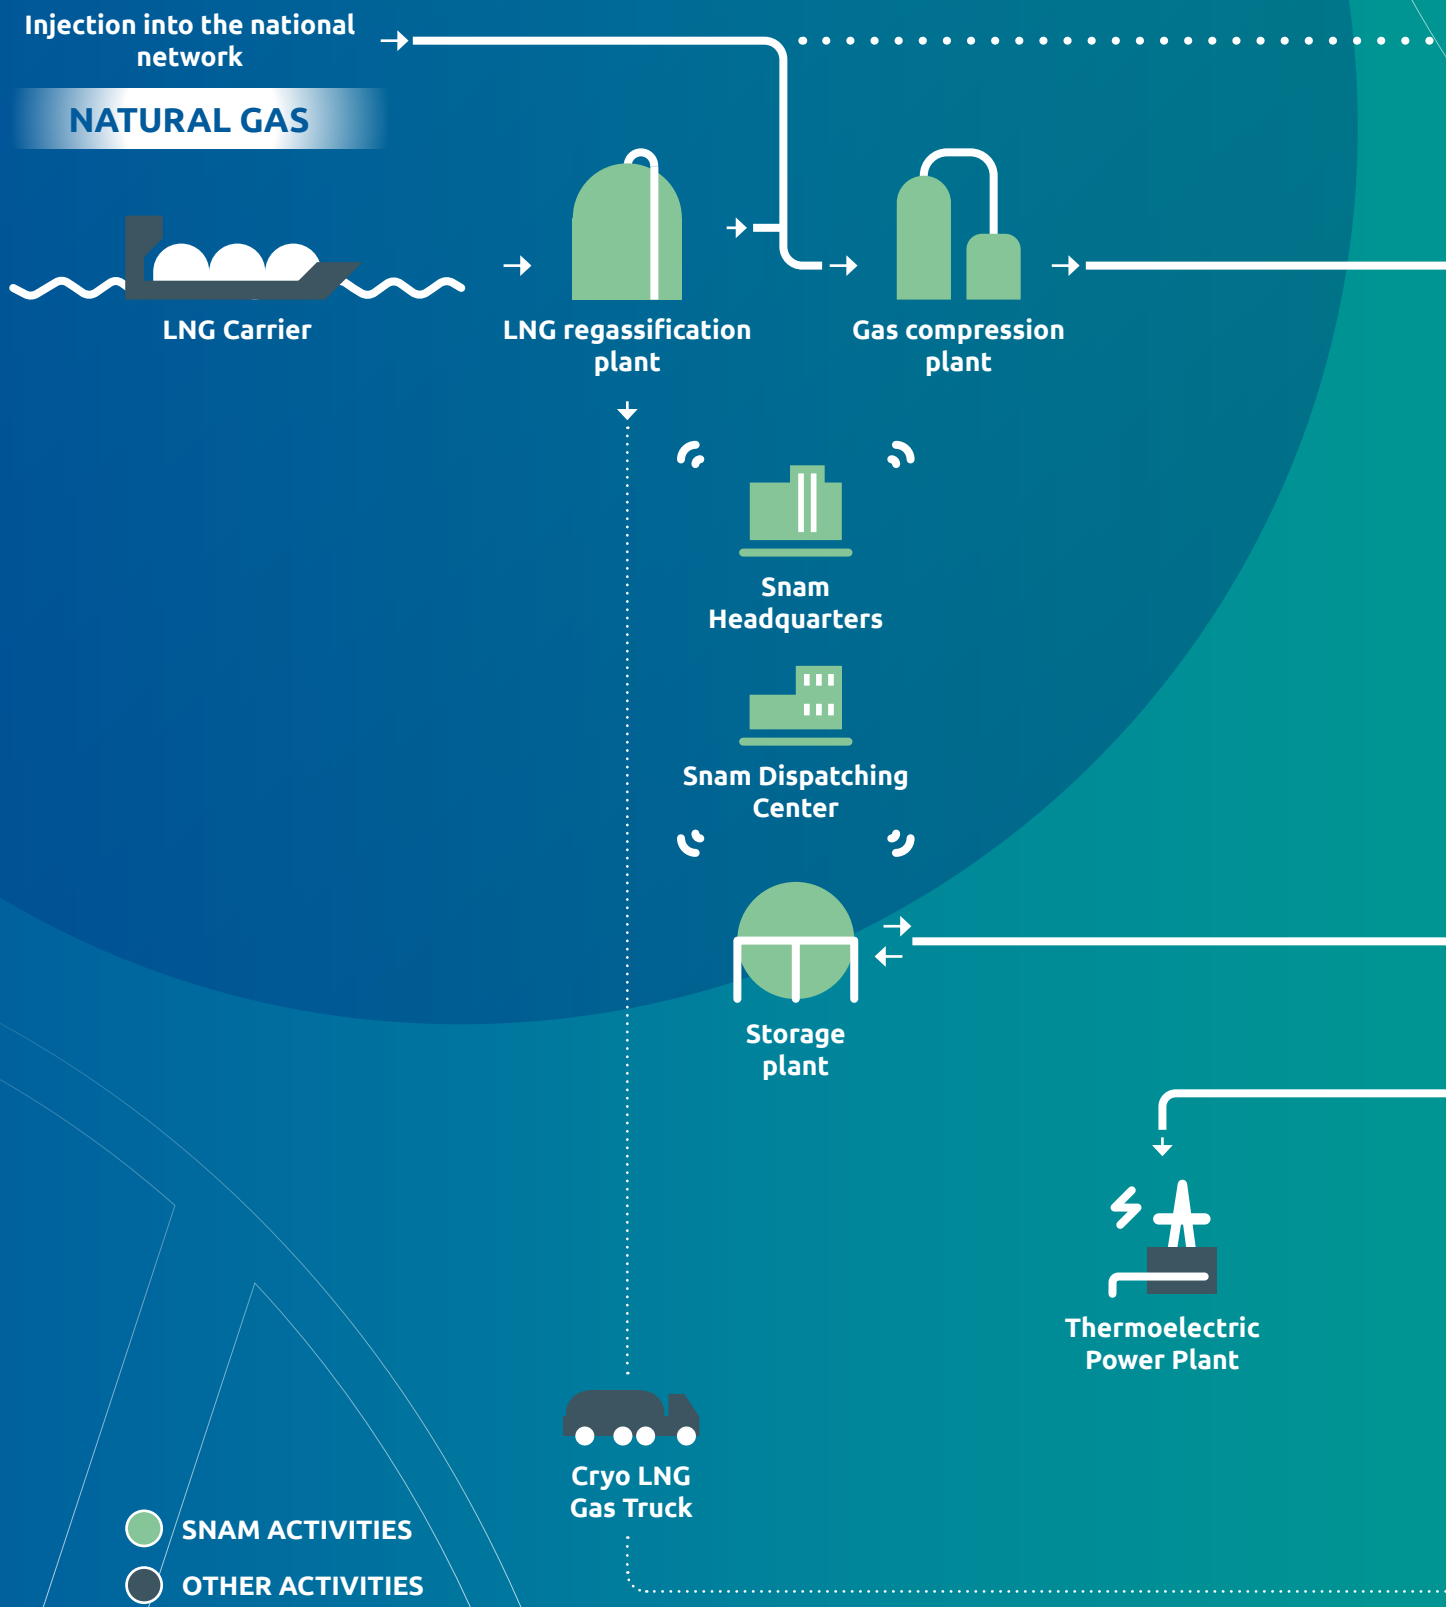 Injection into the national
network
NATURAL GAS
LNG Carrier
LNG regassification
plant
Gas compression
plant
Snam
Headquarters
Snam Dispatching
Center
Storage
plant
Thermoelectric
Power Plant
Cryo LNG
Gas Truck
SNAM ACTIVITIES
OTHER ACTIVITIES